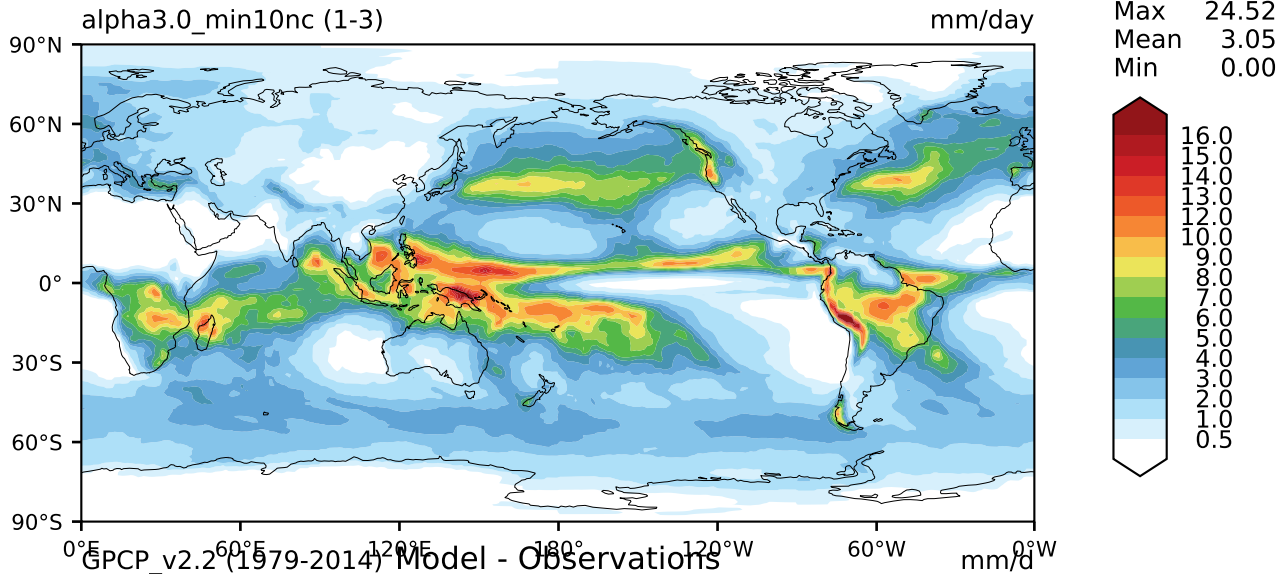 alpha3.0_min10nc (1-3) mm/day
Max 24.52
Mean 3.05
Min 0.00
90°N
60°N
30°N
0°
30°S
60°S
90°S
0°E 60°E 120°E 180° 120°W 60°W 0°W
16.0
15.0
14.0
13.0
12.0
10.0
9.0
8.0
7.0
6.0
5.0
4.0
3.0
2.0
1.0
0.5
GPCP_v2.2 (1979-2014) Model - Observations mm/d